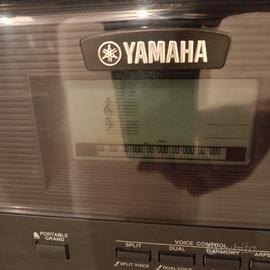 YAMAHA
PORTABLE
GRAND
VOICE CONTROL
SPLIT
DUAL
HARMONY
SPLIT VOICE
DUAL VOICE